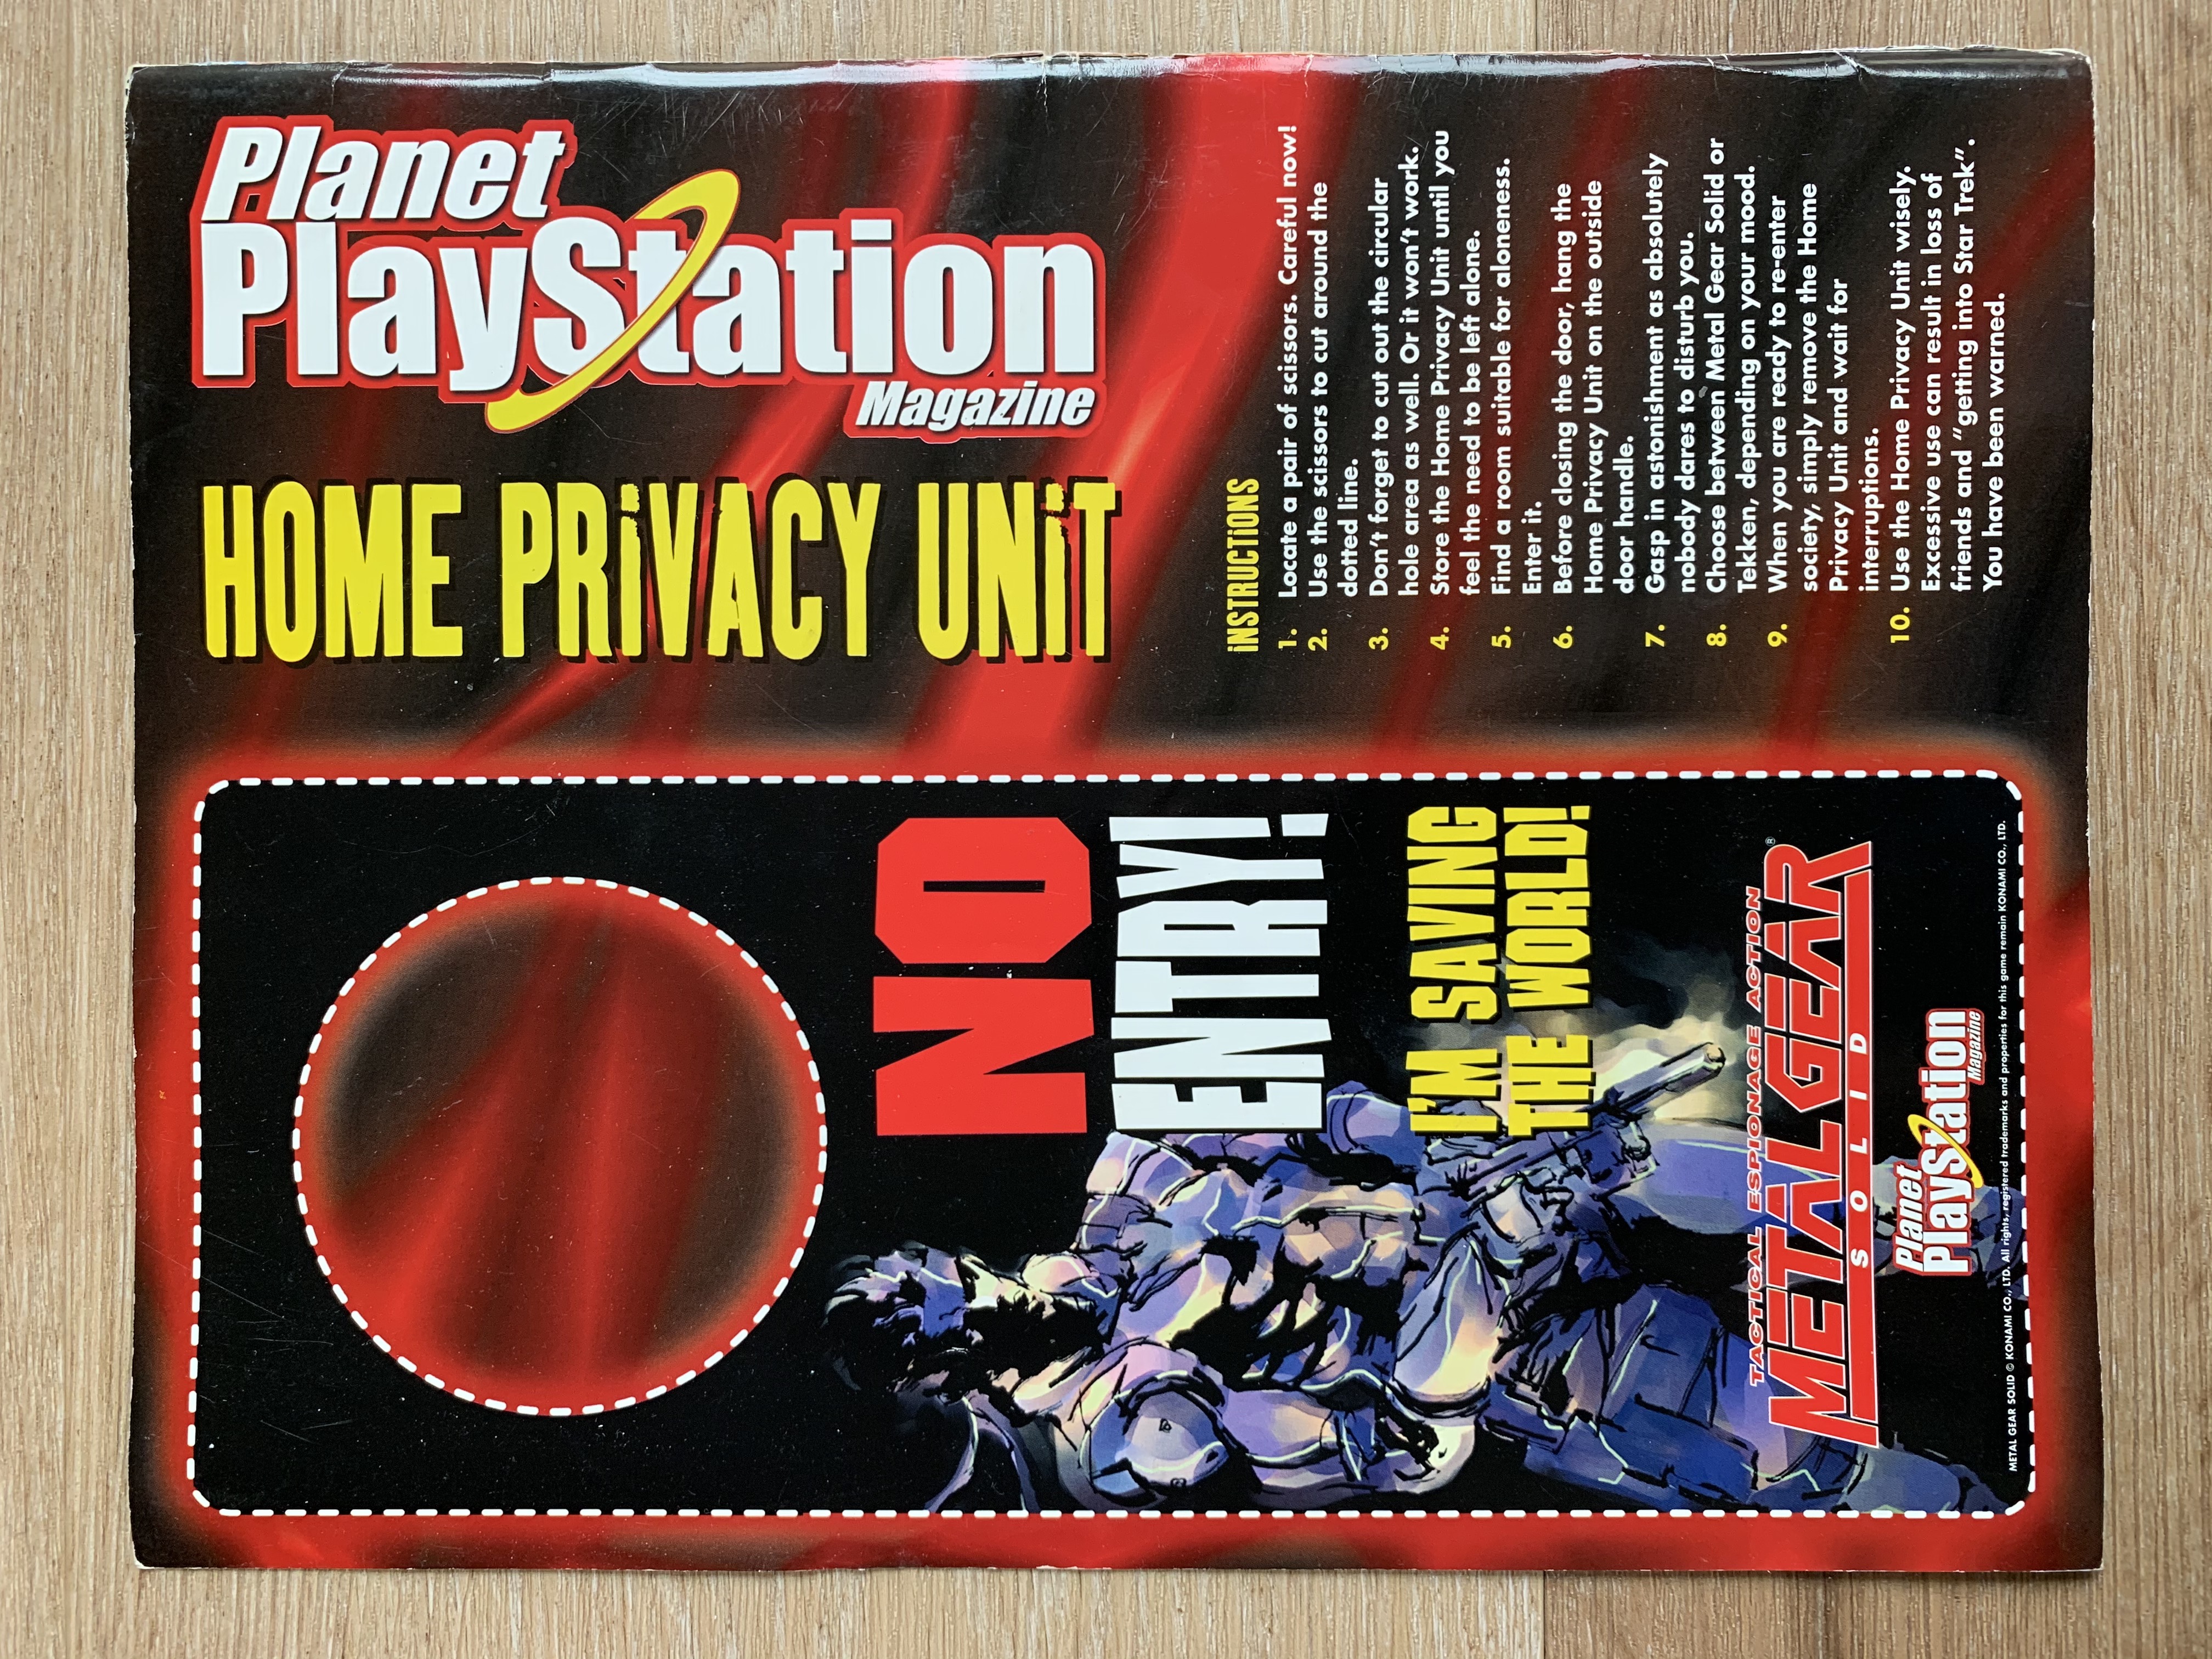 Planet
PlayStation
Magazine
HOME PRiVACY UNiT
iNSTRUCTiONS
1. Locate a pair of scissors. Careful now!
2. Use the scissors to cut around the
dotted line.
3. Don't forget to cut out the circular
hole area as well. Or it won't work.
4. Store the Home Privacy Unit until you
feel the need to be left alone.
5. Find a room suitable for aloneness.
Enter it.
6. Before closing the door, hang the
Home Privacy Unit on the outside
door handle.
7. Gasp in astonishment as absolutely
nobody dares to disturb you.
8. Choose between Metal Gear Solid or
Tekken, depending on your mood.
9. When you are ready to re-enter
society, simply remove the Home
Privacy Unit and wait for
interruptions.
10. Use the Home Privacy Unit wisely.
Excessive use can result in loss of
friends and "getting into Star Trek".
You have been warned.
NO
ENTRY!
I'M SAVING
THE WORLD!
TACTICAL ESPIONAGE ACTION
METAL GEAR®
SOLID
Planet
PlayStation
Magazine
METAL GEAR SOLID © KONAMI CO., LTD. All rights, registered trademarks and properties for this game remain KONAMI CO., LTD.